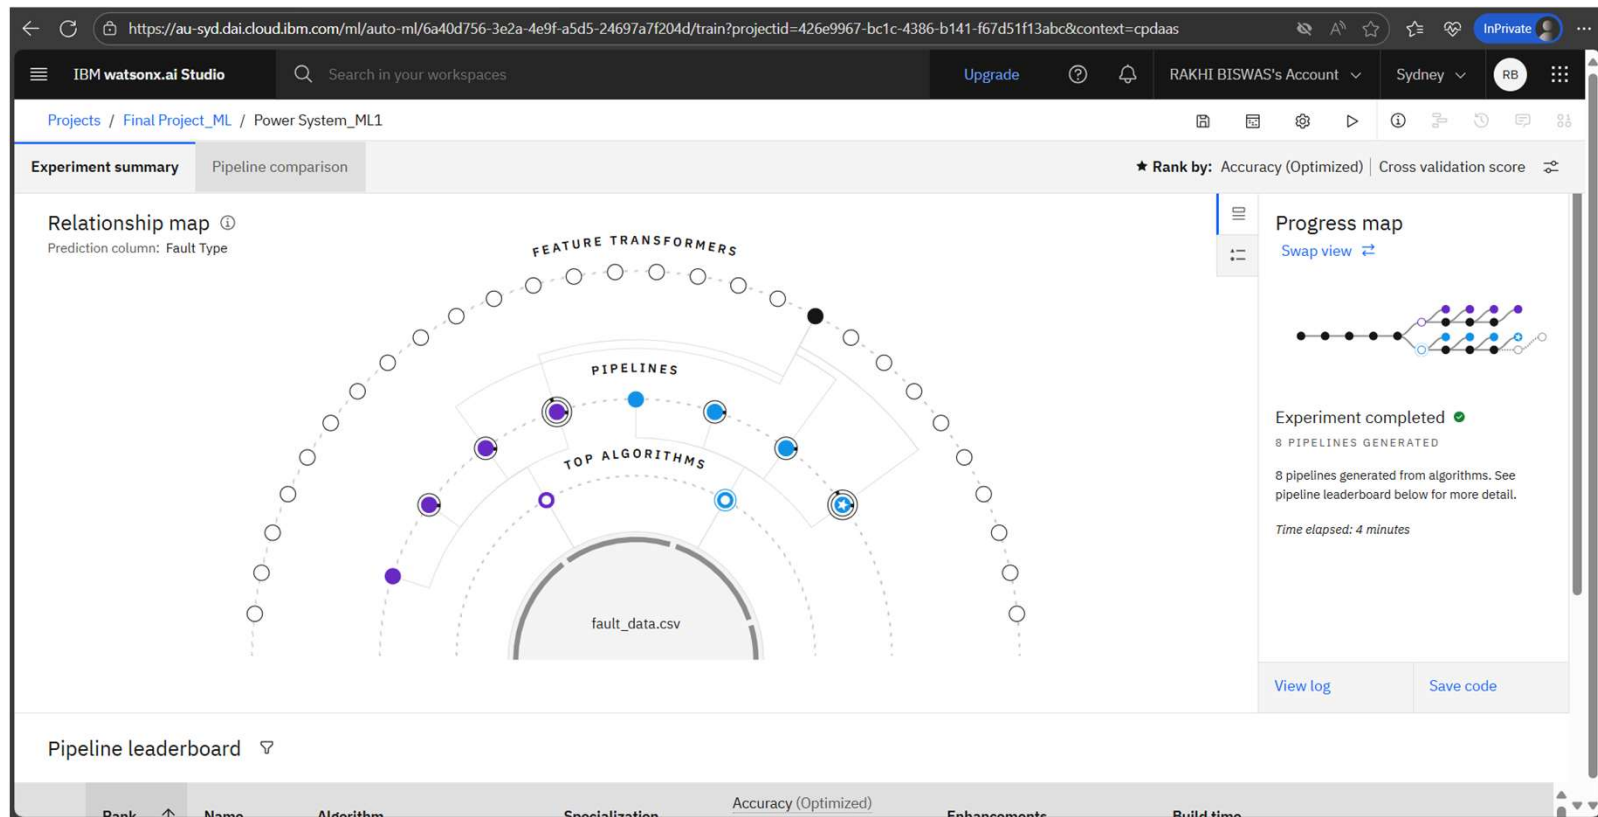 https://au-syd.dai.cloud.ibm.com/ml/auto-ml/6a40d756-3e2a-4e9f-a5d5-24697a7f204d/train?projectid=426e9967-bc1c-4386-b141-f67d51f13abc&context=cpdaas
InPrivate
IBM watsonx.ai Studio
Search in your workspaces
Upgrade
RAKHI BISWAS's Account
Sydney
RB
Projects / Final Project_ML / Power System_ML1
Experiment summary
Pipeline comparison
Rank by: Accuracy (Optimized) | Cross validation score
Relationship map
Prediction column: Fault Type
FEATURE TRANSFORMERS
PIPELINES
TOP ALGORITHMS
fault_data.csv
Progress map
Swap view
Experiment completed
8 PIPELINES GENERATED
8 pipelines generated from algorithms. See
pipeline leaderboard below for more detail.
Time elapsed: 4 minutes
View log
Save code
Pipeline leaderboard
Rank
Name
Algorithm
Specialization
Accuracy (Optimized)
Enhancements
Build time